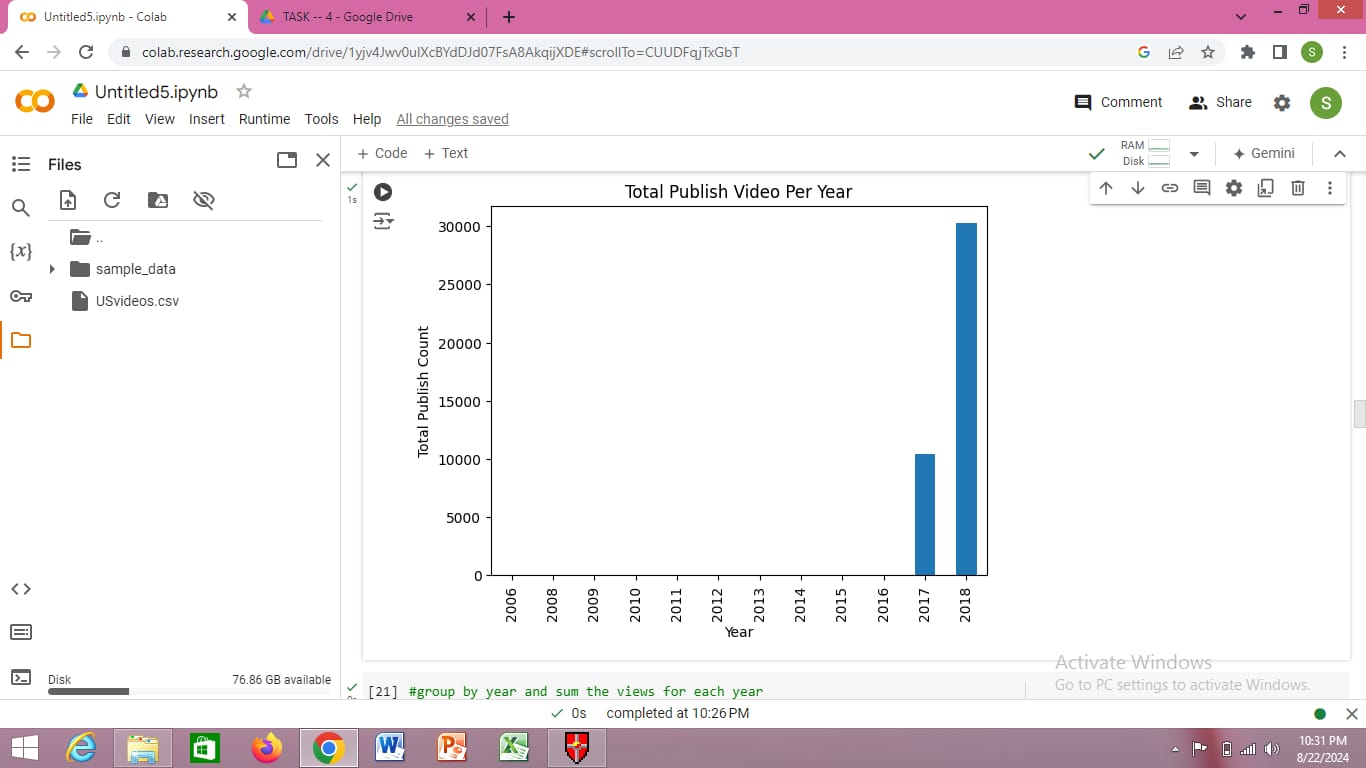 Untitled5.ipynb - Colab
TASK -- 4 - Google Drive
colab.research.google.com/drive/1yjv4Jwv0ulXcBYdDJd07FsA8AkqijXDE#scrollTo=CUUDFqjTxGbT
S
CO
Untitled5.ipynb
File Edit View Insert Runtime Tools Help All changes saved
Comment
Share
S
Files
+ Code + Text
RAM
Disk
Gemini
..
sample_data
USvideos.csv
{x}
1s
Total Publish Video Per Year
30000
25000
20000
15000
10000
5000
0
Total Publish Count
2006 2008 2009 2010 2011 2012 2013 2014 2015 2016 2017 2018
Year
Activate Windows
Go to PC settings to activate Windows.
Disk 76.86 GB available
[21] #group by year and sum the views for each year
0s completed at 10:26 PM
10:31 PM
8/22/2024